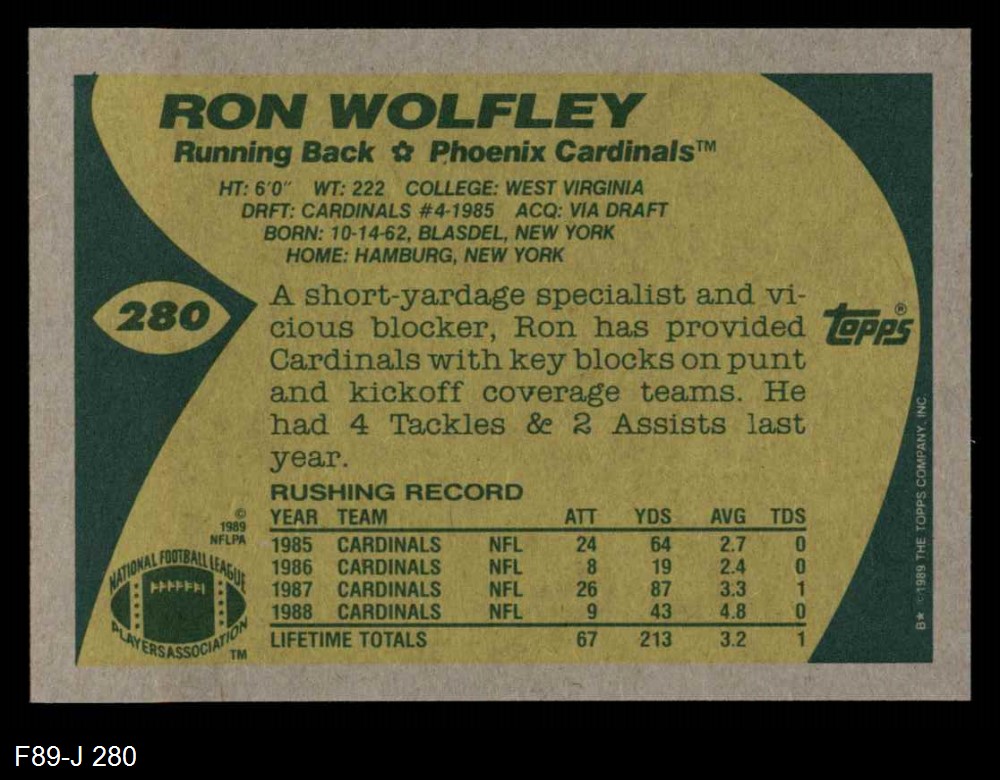 RON WOLFLEY
Running Back ✿ Phoenix Cardinals™
HT: 6'0" WT: 222 COLLEGE: WEST VIRGINIA
DRFT: CARDINALS #4-1985 ACQ: VIA DRAFT
BORN: 10-14-62, BLASDEL, NEW YORK
HOME: HAMBURG, NEW YORK
280
A short-yardage specialist and vi-
cious blocker, Ron has provided
Cardinals with key blocks on punt
and kickoff coverage teams. He
had 4 Tackles & 2 Assists last
year.
topps®
RUSHING RECORD
YEAR TEAM ATT YDS AVG TDS
1985 CARDINALS NFL 24 64 2.7 0
1986 CARDINALS NFL 8 19 2.4 0
1987 CARDINALS NFL 26 87 3.3 1
1988 CARDINALS NFL 9 43 4.8 0
LIFETIME TOTALS 67 213 3.2 1
©
1989
NFLPA
NATIONAL FOOTBALL LEAGUE
PLAYERS ASSOCIATION
TM
B★ ©1989 THE TOPPS COMPANY, INC.
F89-J 280